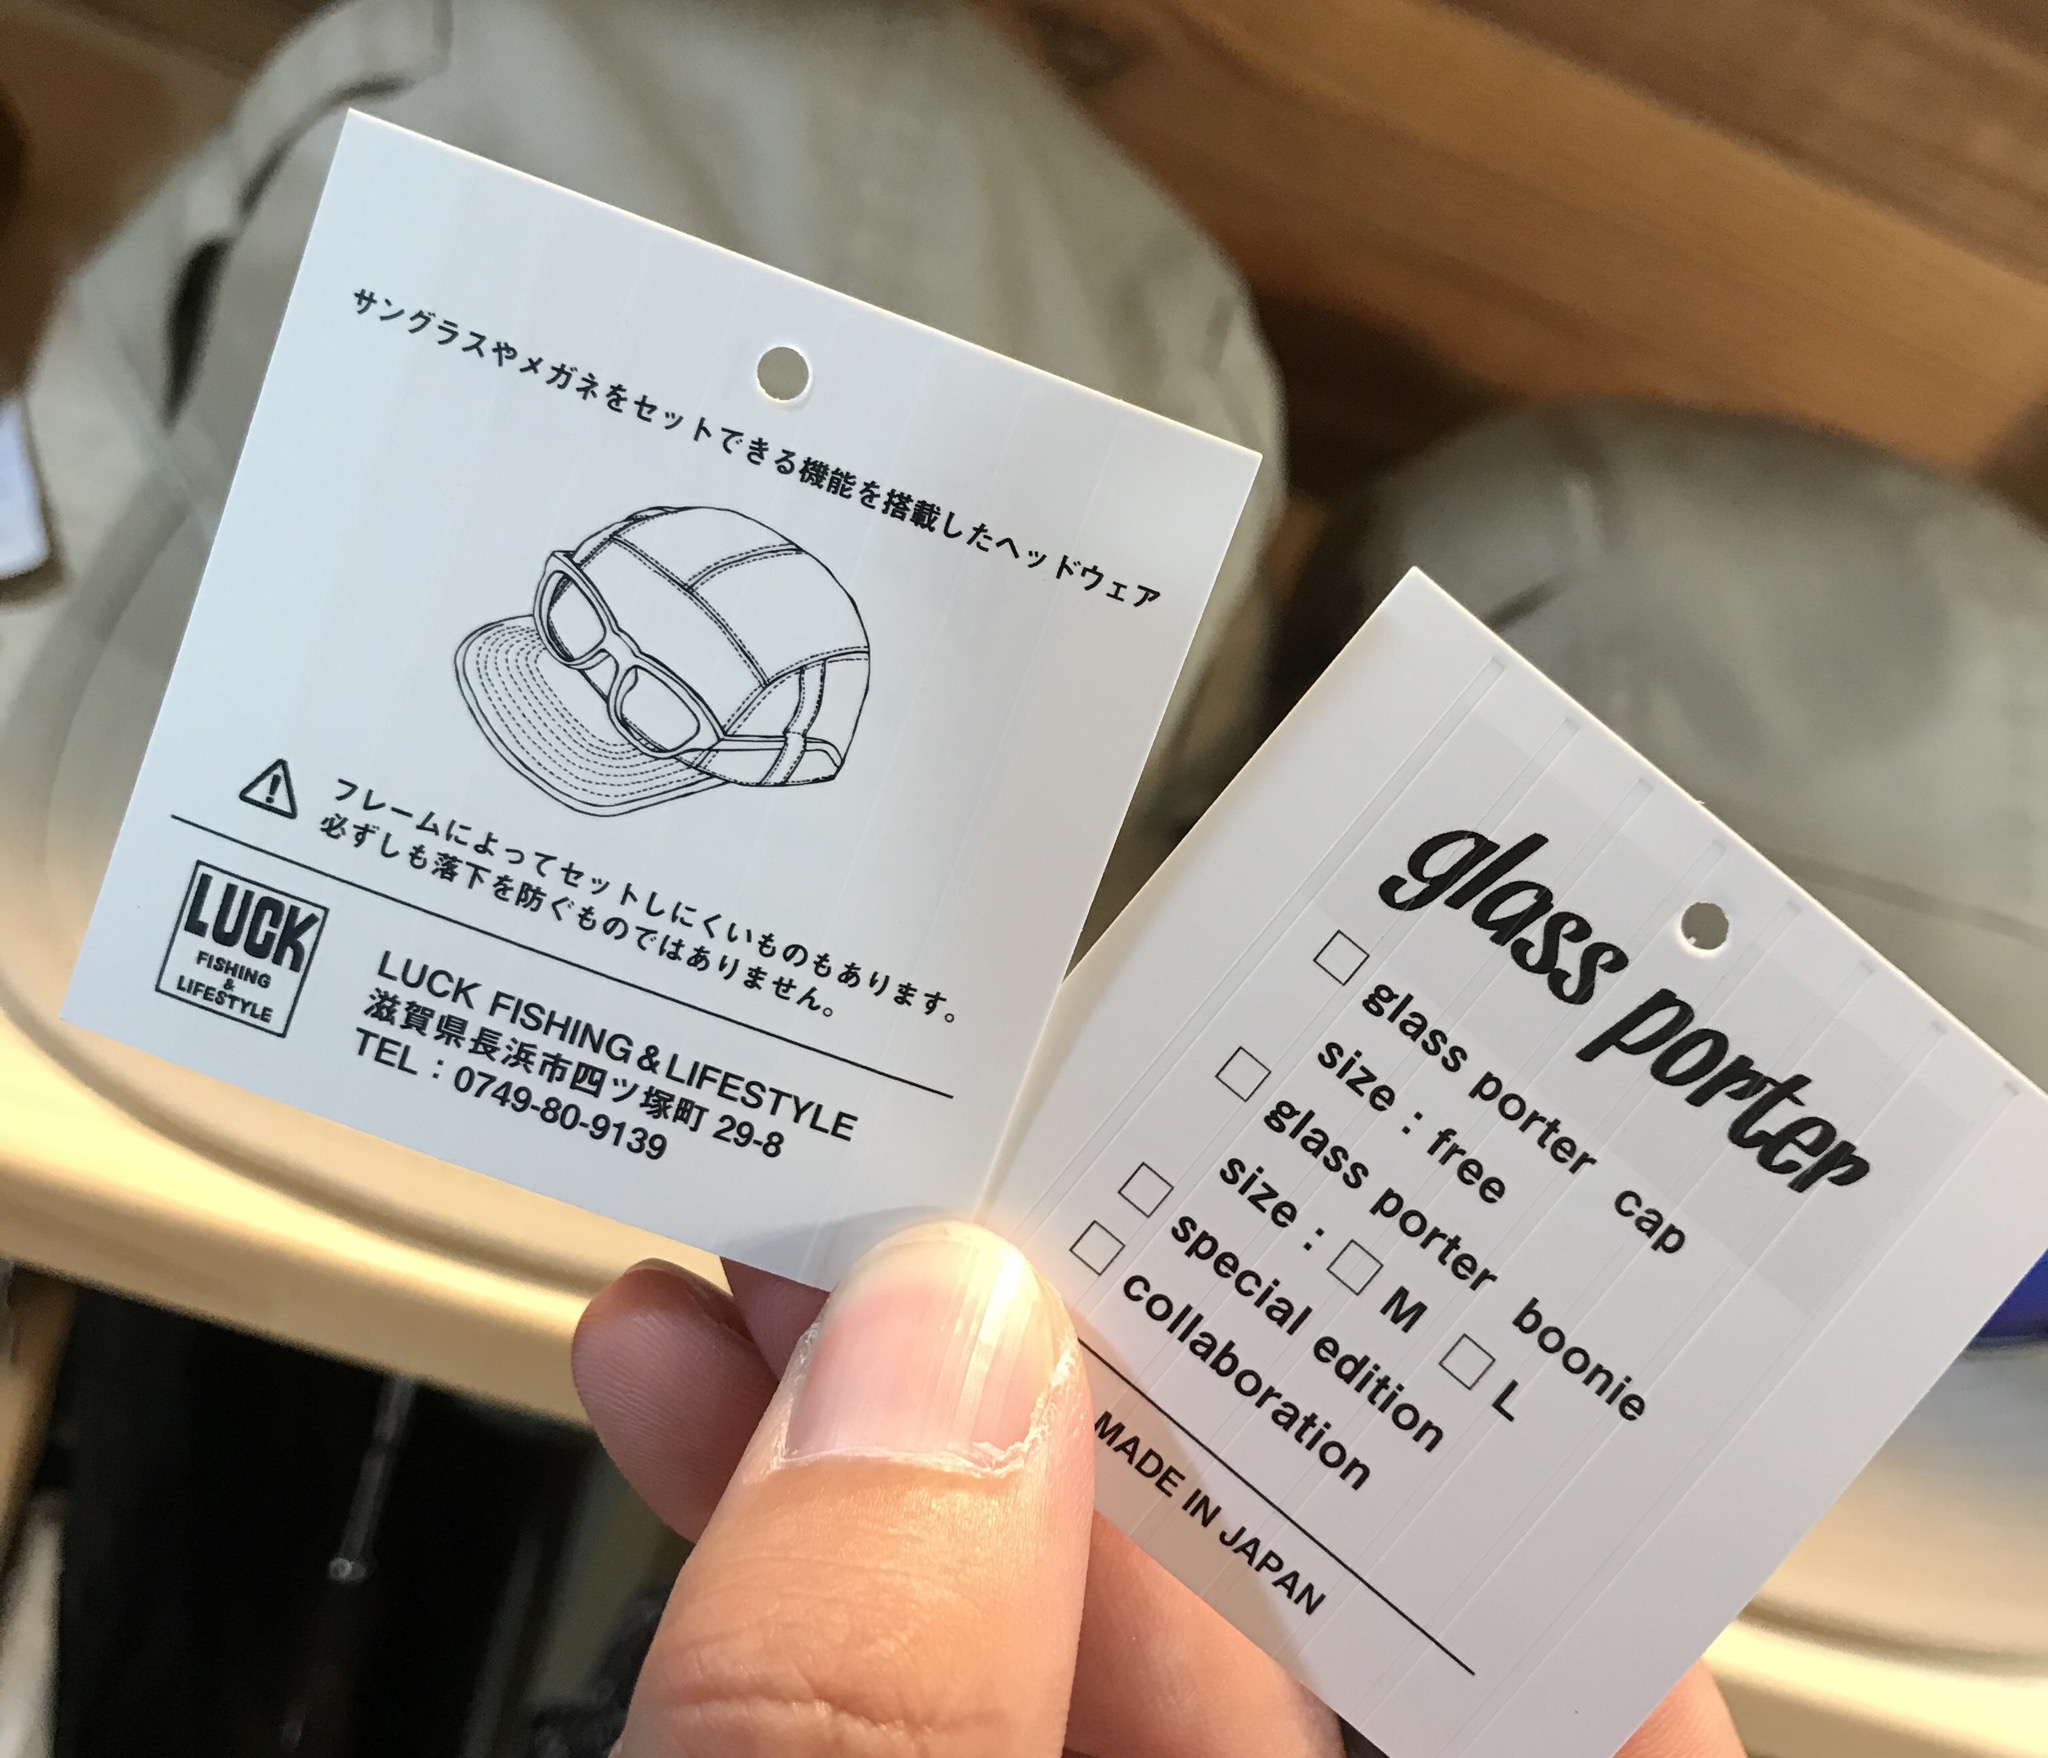 サングラスやメガネをセットできる機能を搭載したヘッドウェア
フレームによってセットしにくいものもあります。
必ずしも落下を防ぐものではありません。
LUCK
FISHING
&
LIFESTYLE
LUCK FISHING&LIFESTYLE
滋賀県長浜市四ツ塚町 29-8
TEL：0749-80-9139
glass porter
□ glass porter cap
size : free
□ glass porter boonie
size : □ M □ L
□ special edition
□ collaboration
MADE IN JAPAN